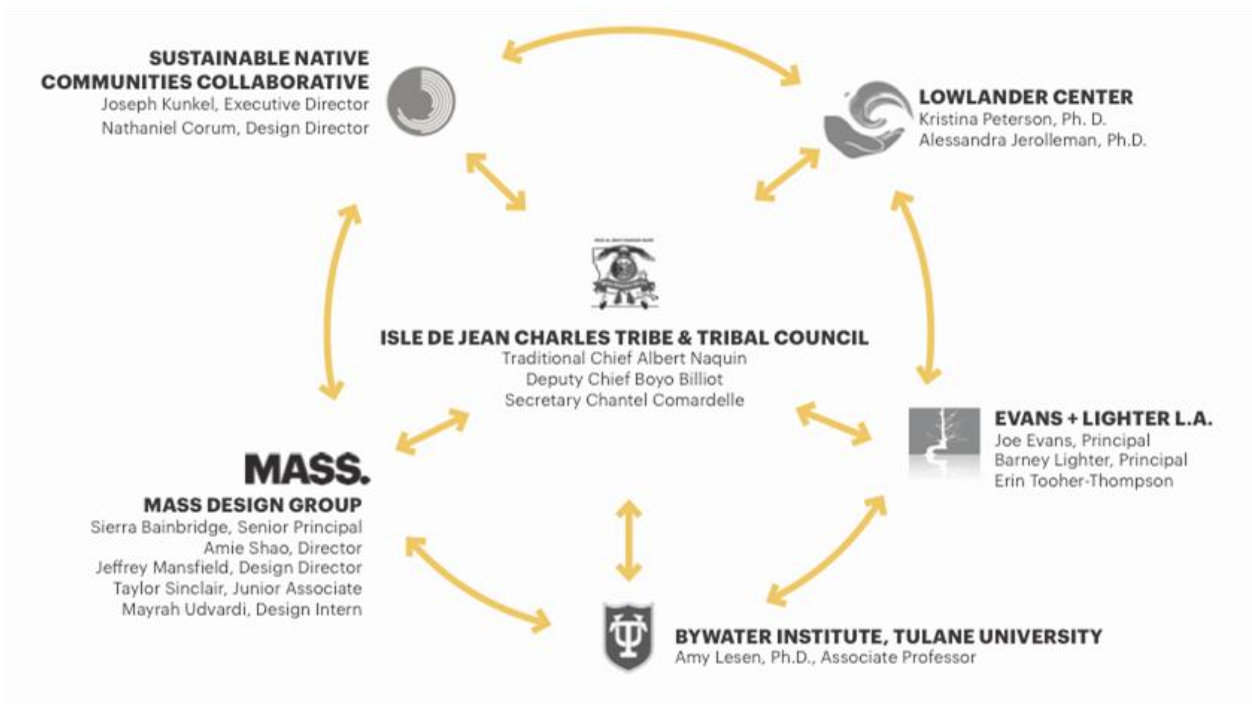 SUSTAINABLE NATIVE
COMMUNITIES COLLABORATIVE
Joseph Kunkel, Executive Director
Nathaniel Corum, Design Director
LOWLANDER CENTER
Kristina Peterson, Ph. D.
Alessandra Jerolleman, Ph.D.
ISLE DE JEAN CHARLES TRIBE & TRIBAL COUNCIL
Traditional Chief Albert Naquin
Deputy Chief Boyo Billiot
Secretary Chantel Comardelle
EVANS + LIGHTER L.A.
Joe Evans, Principal
Barney Lighter, Principal
Erin Tooher-Thompson
MASS.
MASS DESIGN GROUP
Sierra Bainbridge, Senior Principal
Amie Shao, Director
Jeffrey Mansfield, Design Director
Taylor Sinclair, Junior Associate
Mayrah Udvardi, Design Intern
BYWATER INSTITUTE, TULANE UNIVERSITY
Amy Lesen, Ph.D., Associate Professor